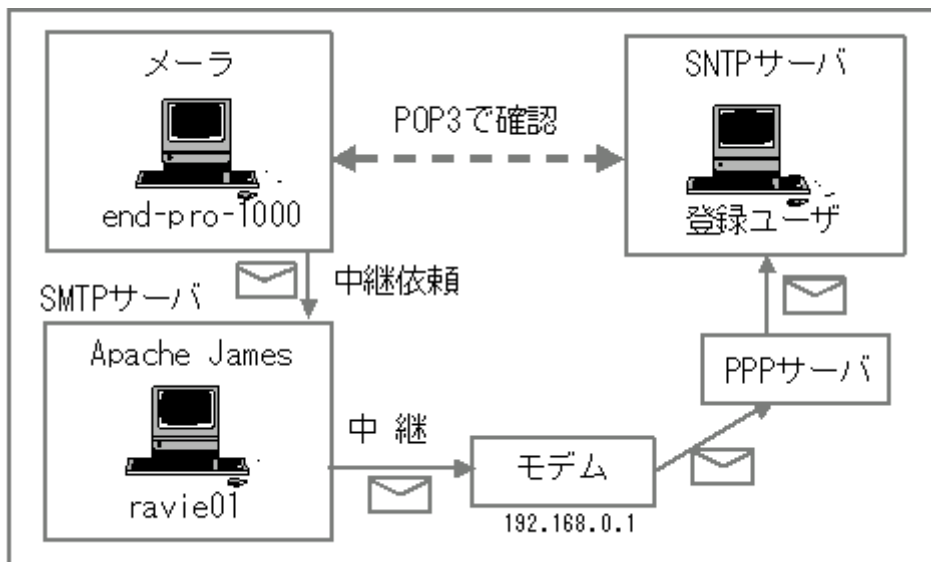 メーラ
end-pro-1000
POP3で確認
SNTPサーバ
登録ユーザ
中継依頼
SMTPサーバ
Apache James
ravie01
中 継
モデム
192.168.0.1
PPPサーバ